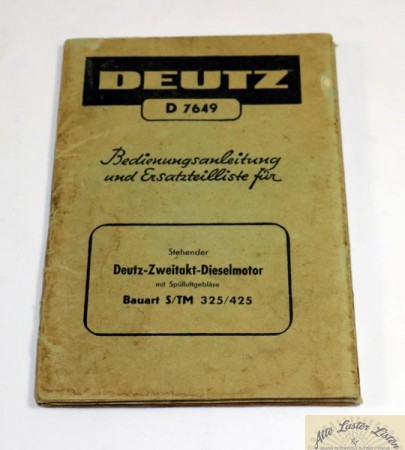 DEUTZ
D 7649
Bedienungsanleitung
und Ersatzteilliste für
Stehender
Deutz-Zweitakt-Dieselmotor
mit Spülluftgebläse
Bauart S/TM 325/425
Alte Laster Listen